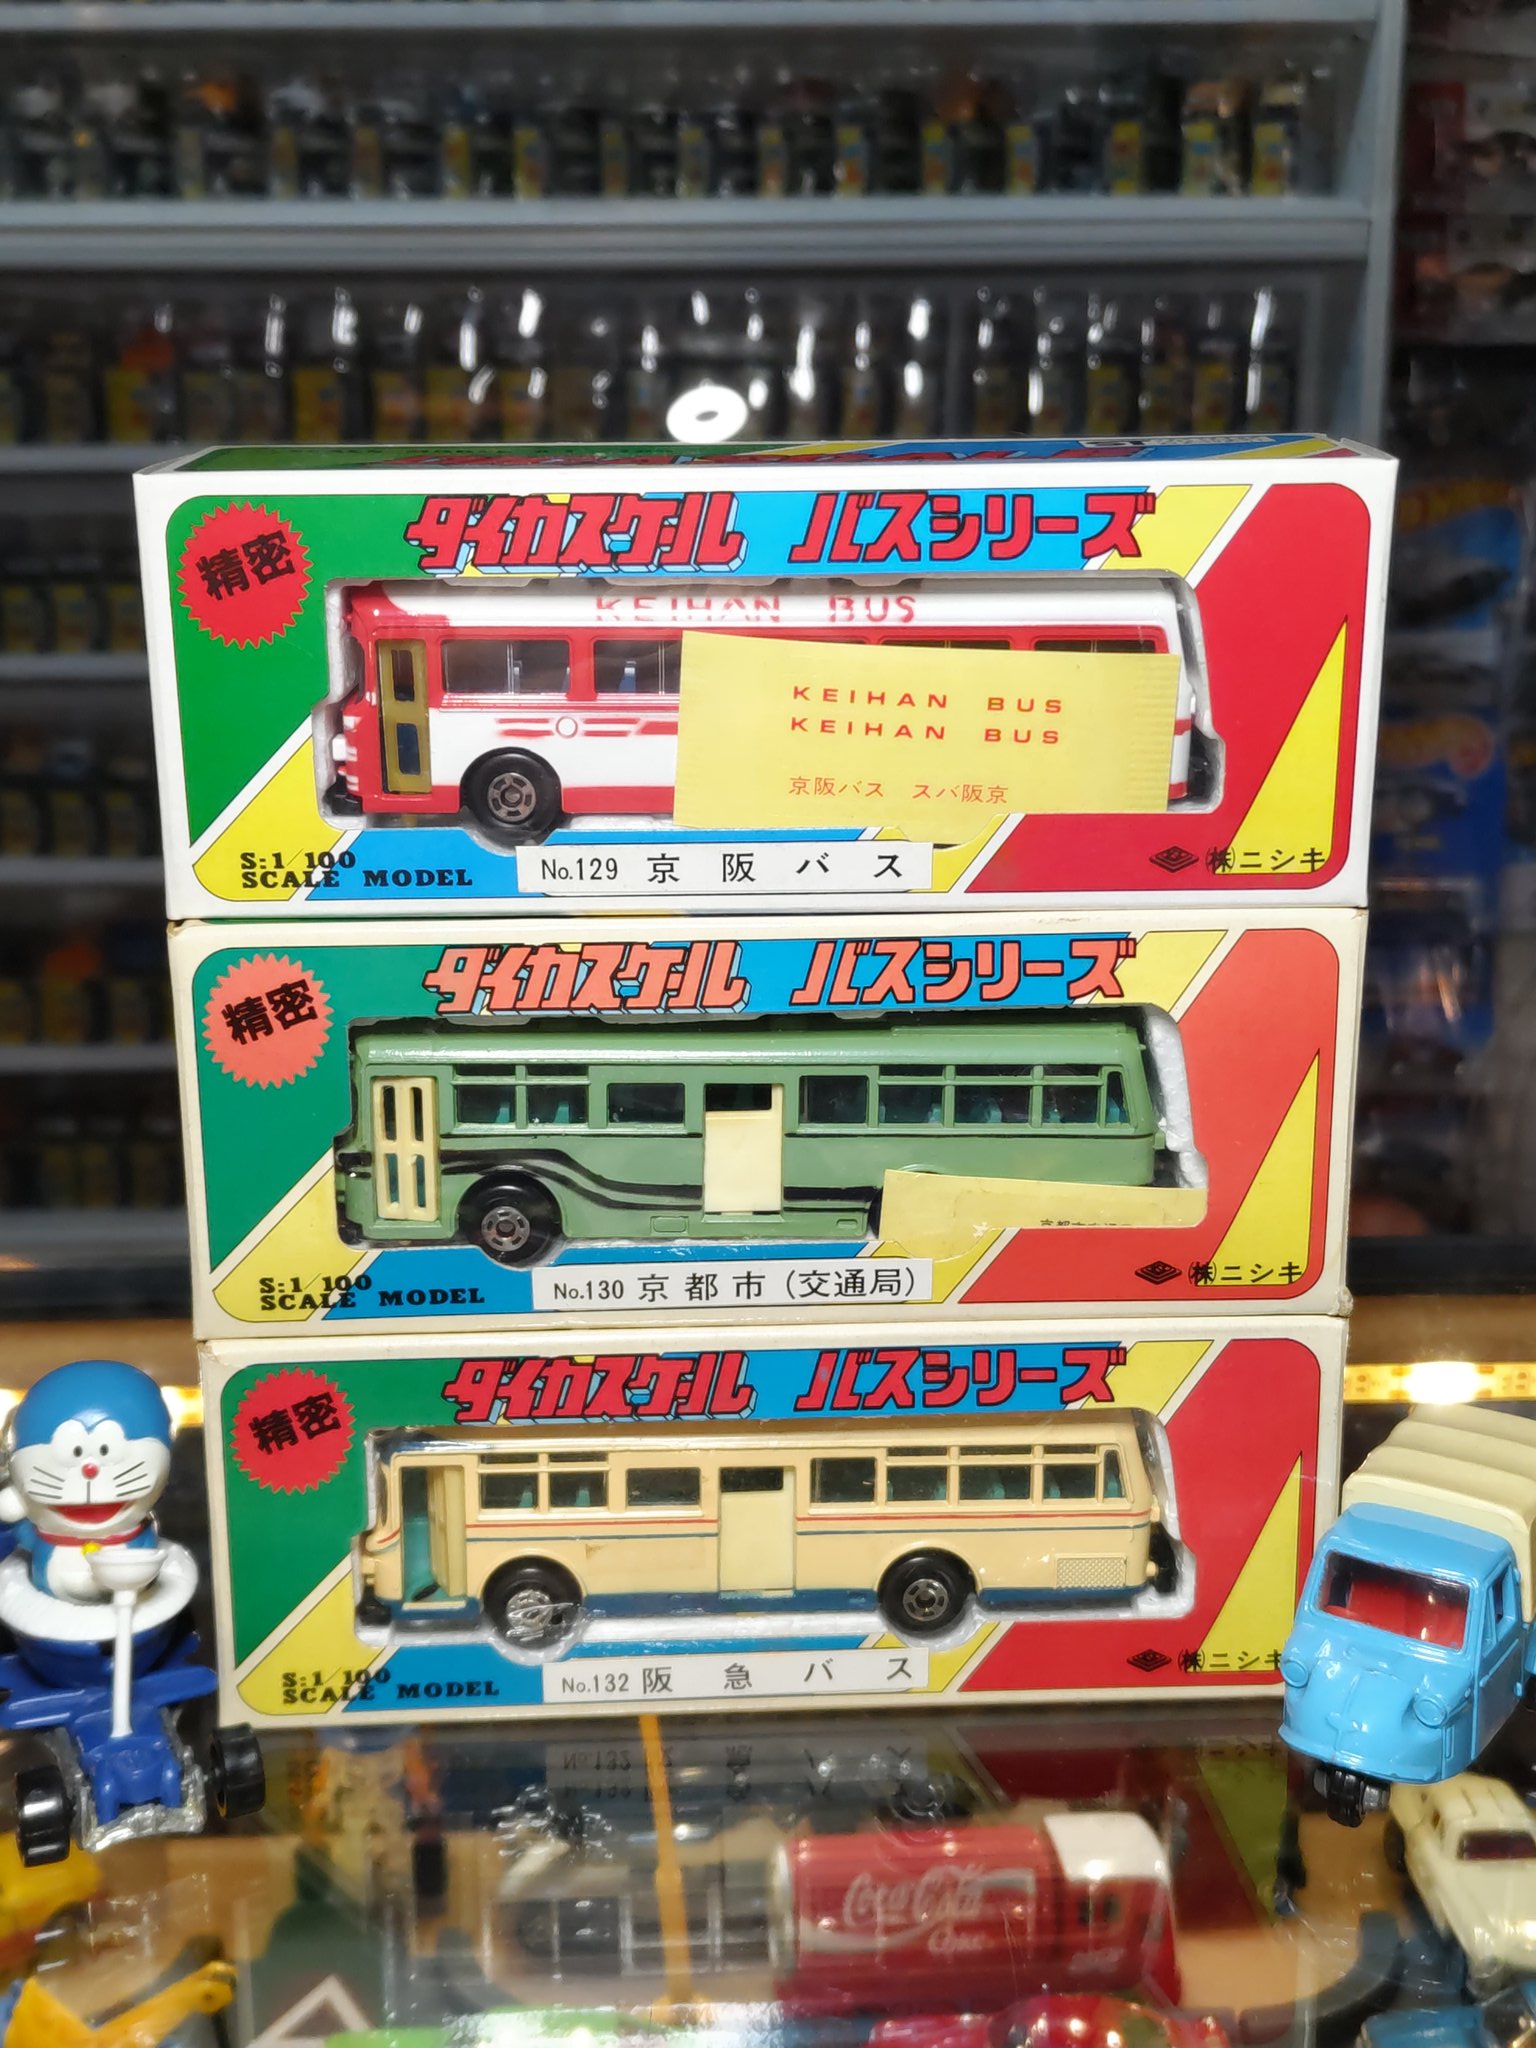 精密
ダイカスケール バスシリーズ
KEIHAN BUS
KEIHAN BUS
KEIHAN BUS
京阪バス スバ阪京
S:1/100
SCALE MODEL
No.129 京阪バス
㈱ニシキ
精密
ダイカスケール バスシリーズ
S:1/100
SCALE MODEL
No.130 京都市(交通局)
㈱ニシキ
精密
ダイカスケール バスシリーズ
S:1/100
SCALE MODEL
No.132 阪急バス
㈱ニシキ
Coca-Cola
Coke